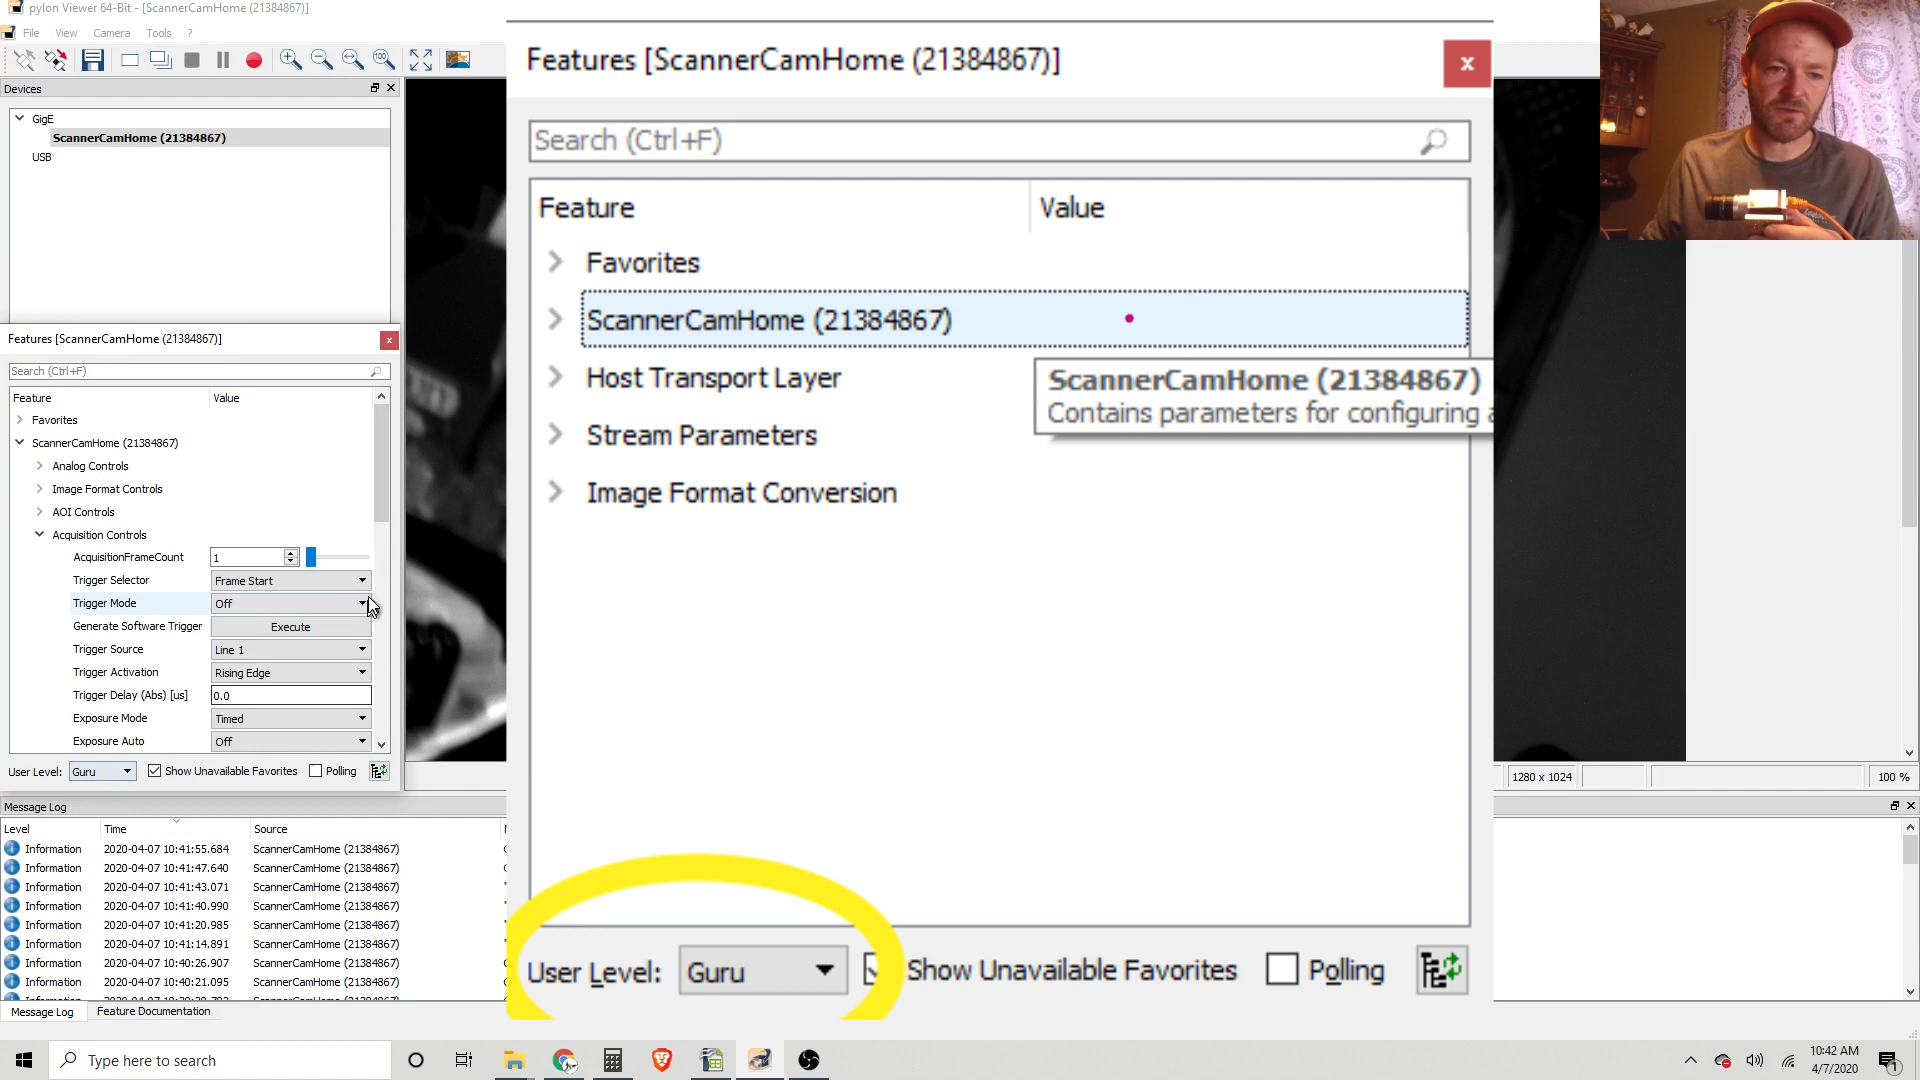 pylon Viewer 64-Bit - [ScannerCamHome (21384867)]
File View Camera Tools ?
Devices
GigE
ScannerCamHome (21384867)
USB
Features [ScannerCamHome (21384867)]
x
Search (Ctrl+F)
Feature Value
Favorites
ScannerCamHome (21384867)
Analog Controls
Image Format Controls
AOI Controls
Acquisition Controls
AcquisitionFrameCount 1
Trigger Selector Frame Start
Trigger Mode Off
Generate Software Trigger Execute
Trigger Source Line 1
Trigger Activation Rising Edge
Trigger Delay (Abs) [us] 0.0
Exposure Mode Timed
Exposure Auto Off
User Level: Guru Show Unavailable Favorites Polling
Features [ScannerCamHome (21384867)]
x
Search (Ctrl+F)
Feature Value
Favorites
ScannerCamHome (21384867)
Host Transport Layer
ScannerCamHome (21384867)
Contains parameters for configuring
Stream Parameters
Image Format Conversion
User Level: Guru Show Unavailable Favorites Polling
1280 x 1024 100 %
Message Log
Level Time Source
Information 2020-04-07 10:41:55.684 ScannerCamHome (21384867)
Information 2020-04-07 10:41:47.640 ScannerCamHome (21384867)
Information 2020-04-07 10:41:43.071 ScannerCamHome (21384867)
Information 2020-04-07 10:41:40.990 ScannerCamHome (21384867)
Information 2020-04-07 10:41:20.985 ScannerCamHome (21384867)
Information 2020-04-07 10:41:14.891 ScannerCamHome (21384867)
Information 2020-04-07 10:40:26.907 ScannerCamHome (21384867)
Information 2020-04-07 10:40:21.095 ScannerCamHome (21384867)
Message Log Feature Documentation
Type here to search
10:42 AM
4/7/2020
1